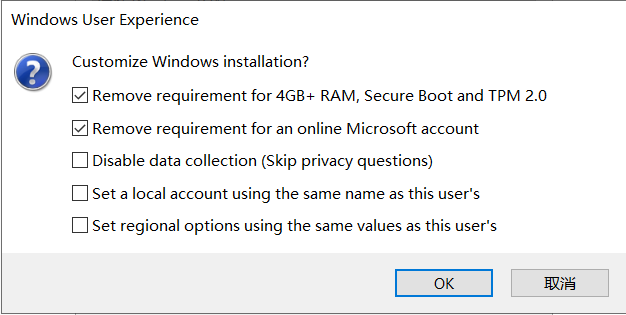 Windows User Experience
Customize Windows installation?
Remove requirement for 4GB+ RAM, Secure Boot and TPM 2.0
Remove requirement for an online Microsoft account
Disable data collection (Skip privacy questions)
Set a local account using the same name as this user's
Set regional options using the same values as this user's
OK
取消